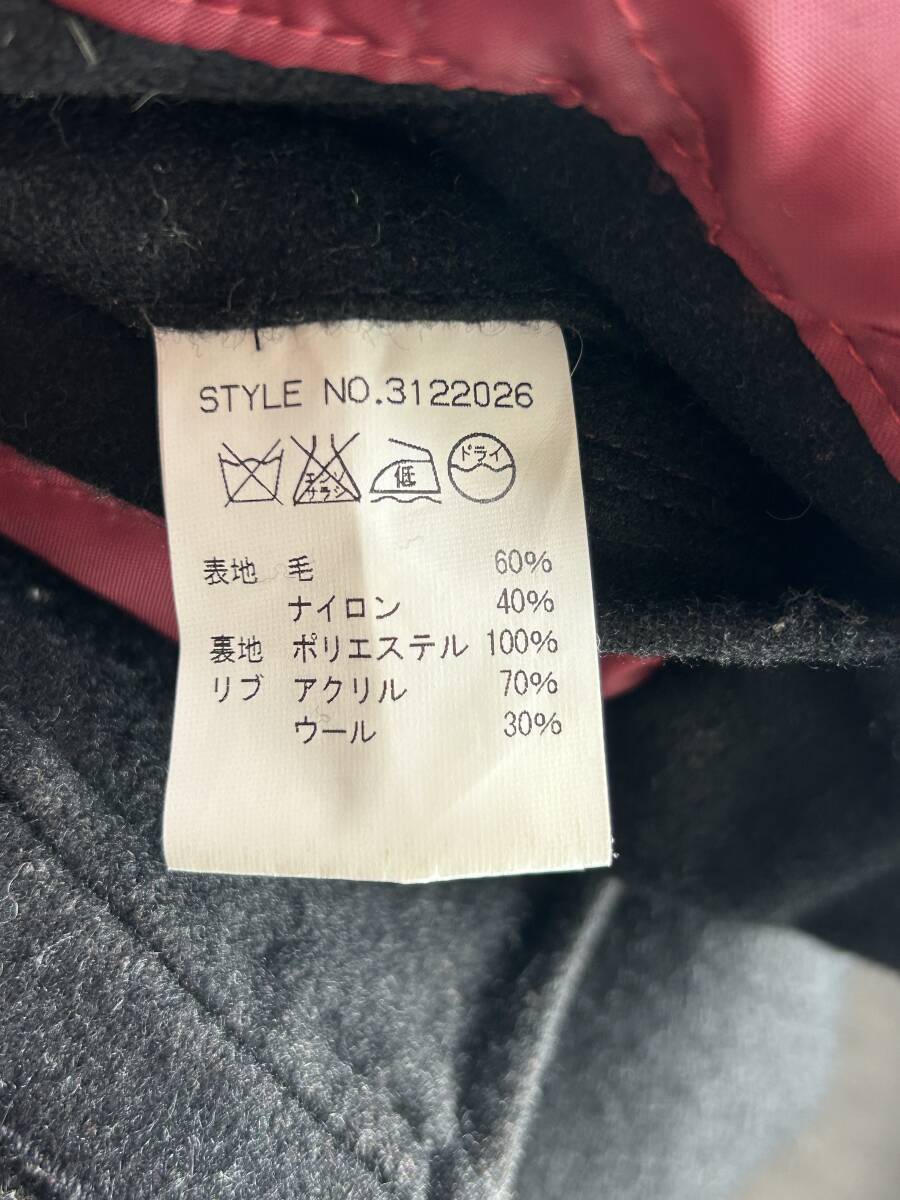 STYLE NO.3122026
エンソ サラシ 低 ドライ
表地 毛 60%
ナイロン 40%
裏地 ポリエステル 100%
リブ アクリル 70%
ウール 30%